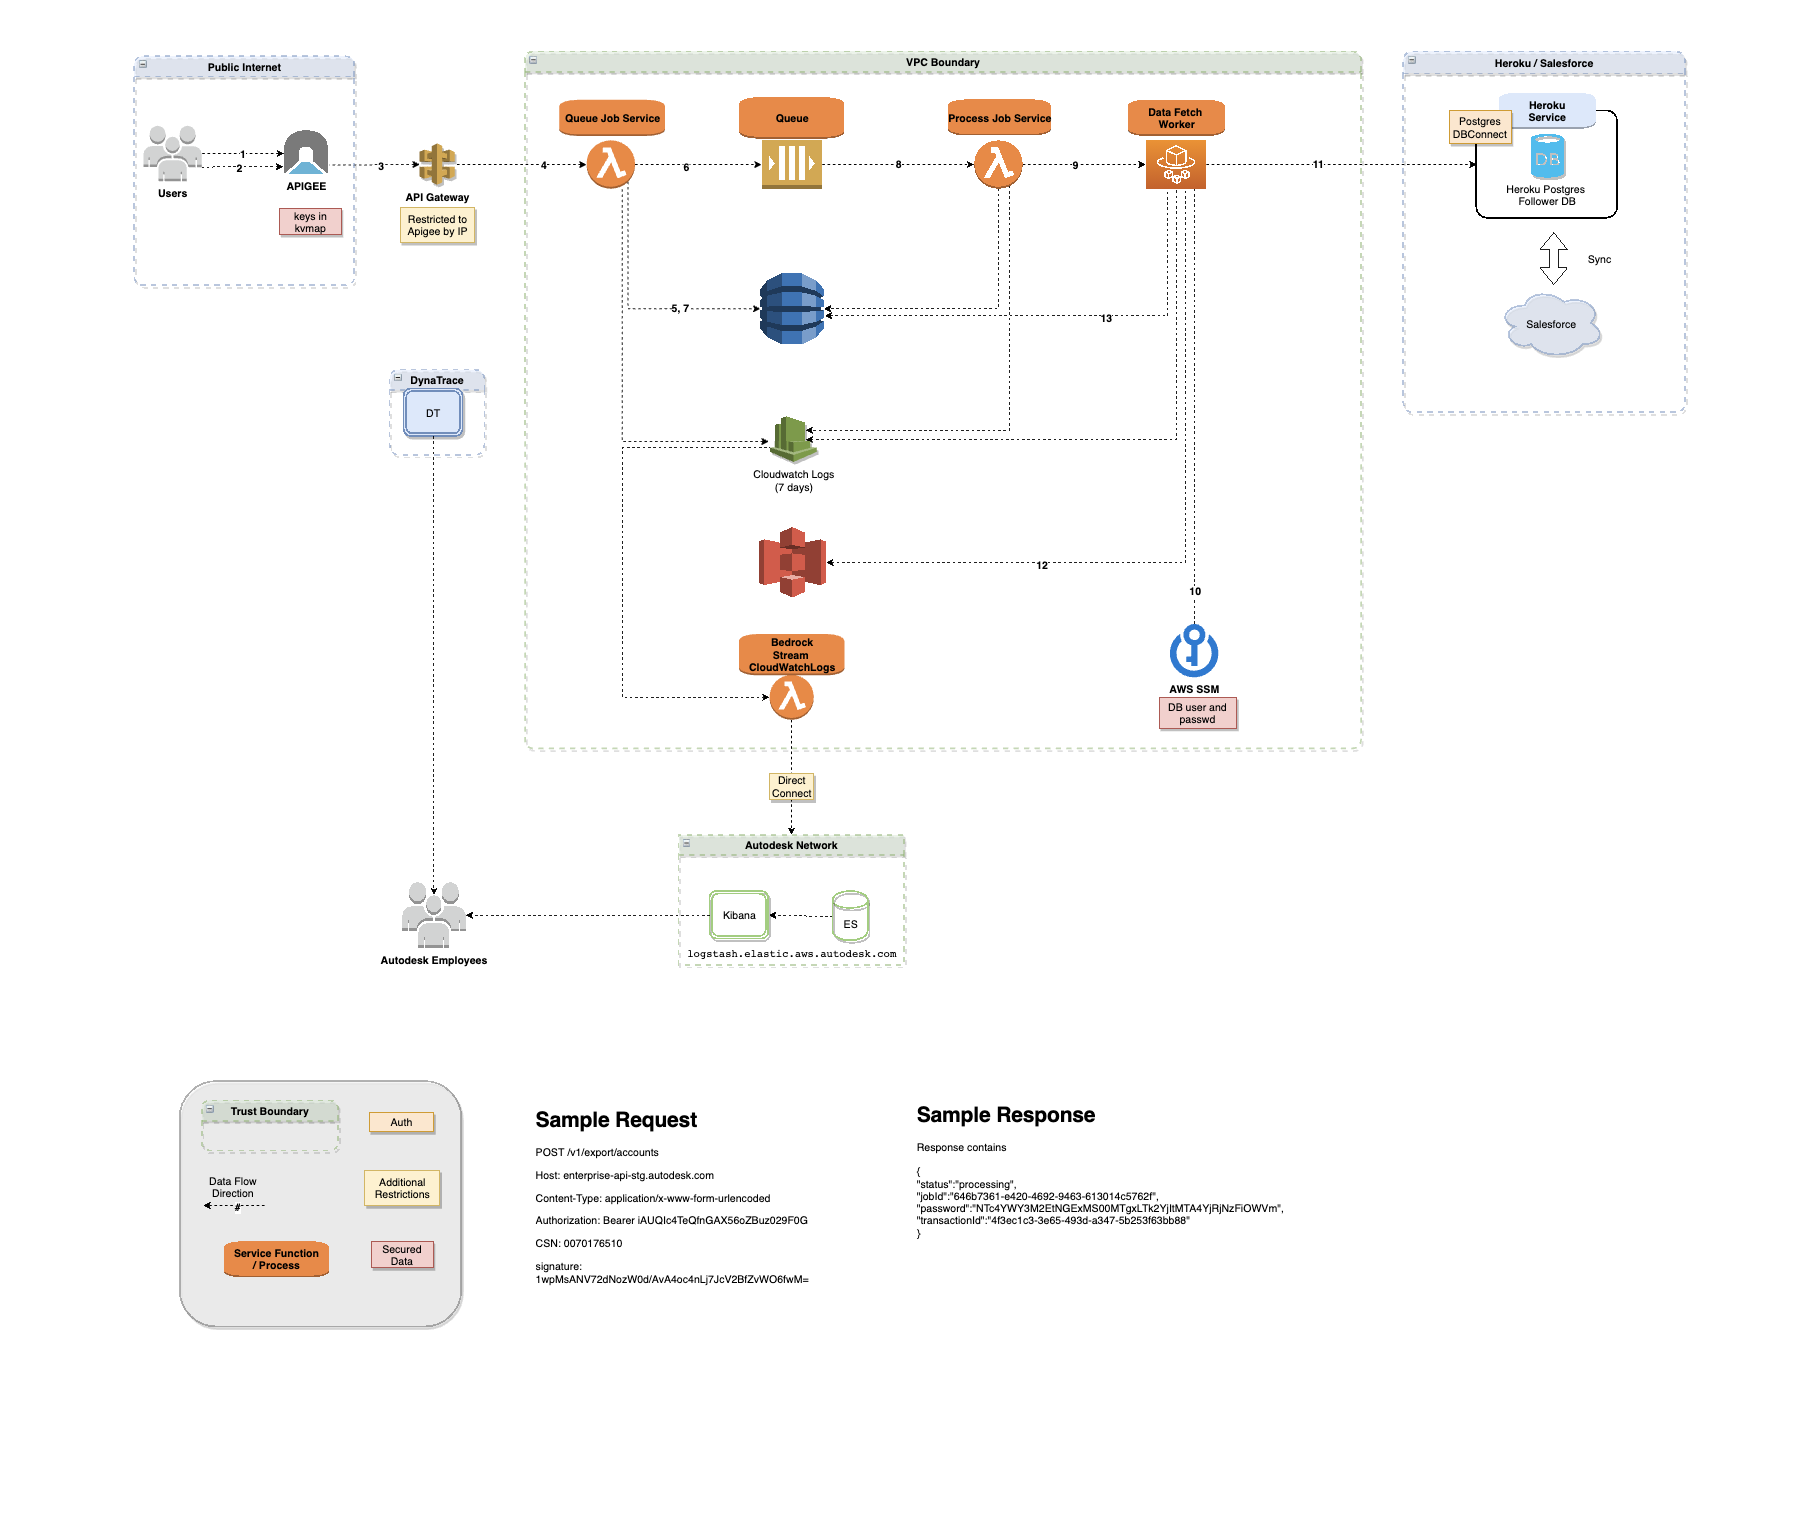 Public Internet
VPC Boundary
Heroku / Salesforce
Queue Job Service
Queue
Process Job Service
Data Fetch
Worker
Heroku
Service
Postgres
DBConnect
DB
Heroku Postgres
Follower DB
1
2
3
4
6
8
9
11
Users
APIGEE
keys in
kvmap
API Gateway
Restricted to
Apigee by IP
Sync
Salesforce
5, 7
13
DynaTrace
DT
Cloudwatch Logs
(7 days)
12
10
Bedrock
Stream
CloudWatchLogs
AWS SSM
DB user and
passwd
Direct
Connect
Autodesk Network
Kibana
ES
logstash.elastic.aws.autodesk.com
Autodesk Employees
Trust Boundary
Auth
Data Flow
Direction
#
Additional
Restrictions
Service Function
/ Process
Secured
Data
Sample Request
POST /v1/export/accounts
Host: enterprise-api-stg.autodesk.com
Content-Type: application/x-www-form-urlencoded
Authorization: Bearer iAUQIc4TeQfnGAX56oZBuz029F0G
CSN: 0070176510
signature:
1wpMsANV72dNozW0d/AvA4oc4nLj7JcV2BfZvWO6fwM=
Sample Response
Response contains
{
"status":"processing",
"jobId":"646b7361-e420-4692-9463-613014c5762f",
"password":"NTc4YWY3M2EtNGExMS00MTgxLTk2YjItMTA4YjRjNzFiOWVm",
"transactionId":"4f3ec1c3-3e65-493d-a347-5b253f63bb88"
}